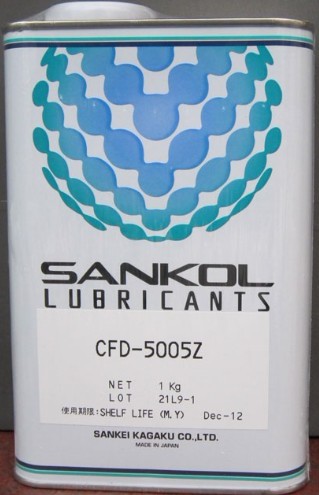 SANKOL
LUBRICANTS
CFD-5005Z
NET 1 Kg
LOT 21L9-1
使用期限:SHELF LIFE (M,Y) Dec-12
SANKEI KAGAKU CO.,LTD.
MADE IN JAPAN